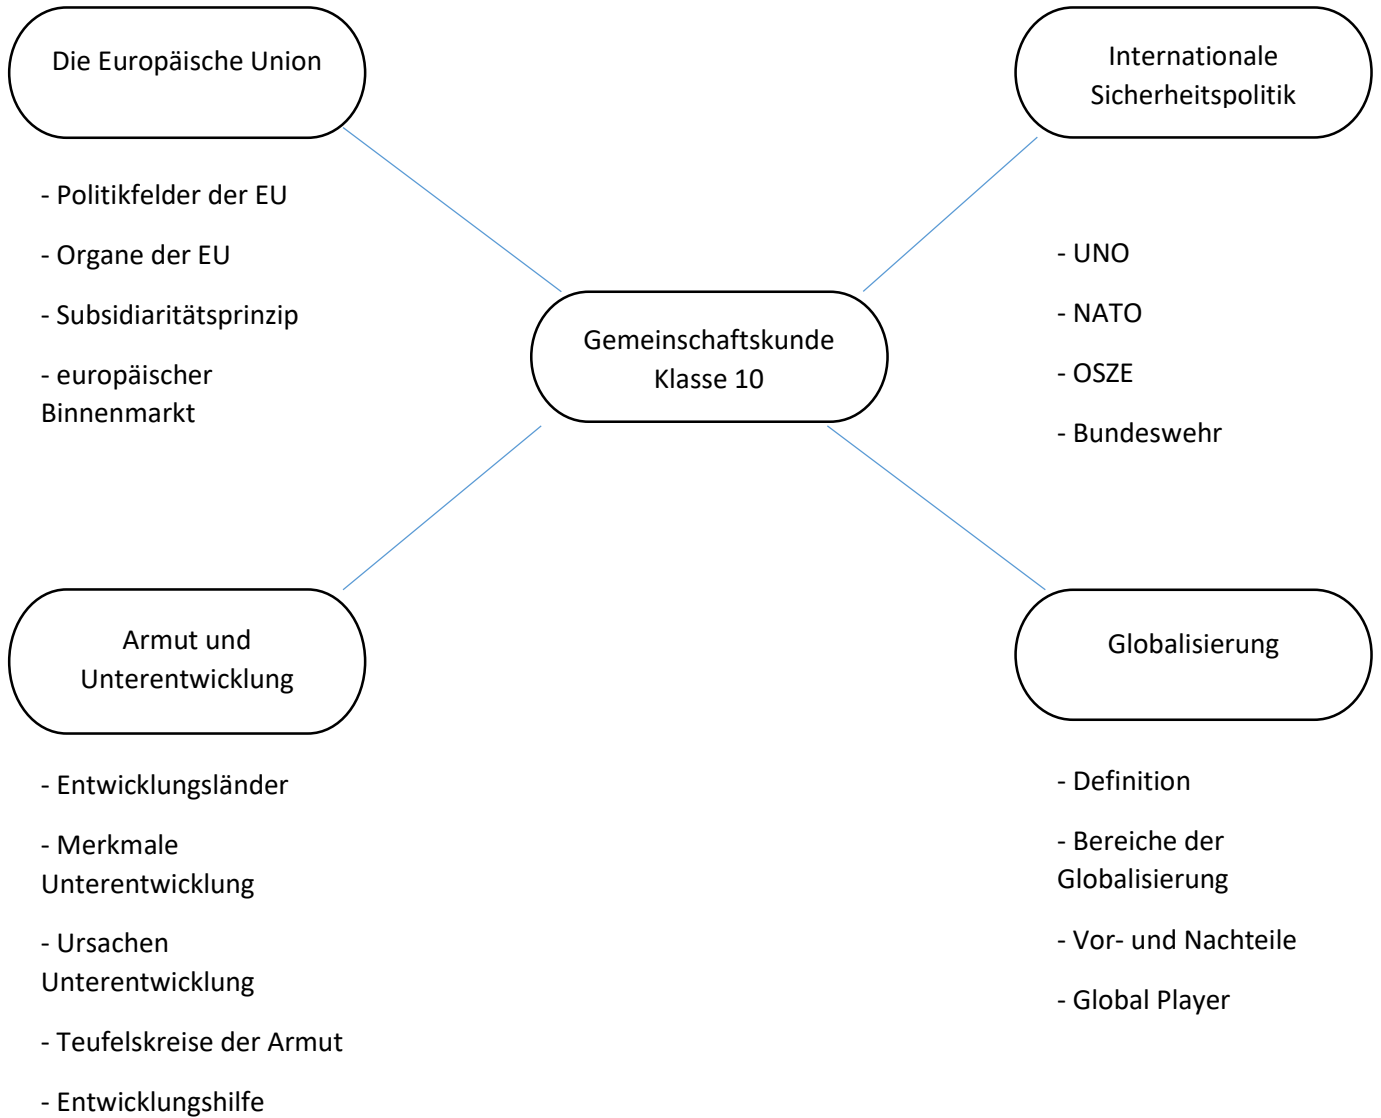 Die Europäische Union
- Politikfelder der EU
- Organe der EU
- Subsidiaritätsprinzip
- europäischer
Binnenmarkt
Internationale
Sicherheitspolitik
- UNO
- NATO
- OSZE
- Bundeswehr
Gemeinschaftskunde
Klasse 10
Armut und
Unterentwicklung
- Entwicklungsländer
- Merkmale
Unterentwicklung
- Ursachen
Unterentwicklung
- Teufelskreise der Armut
- Entwicklungshilfe
Globalisierung
- Definition
- Bereiche der
Globalisierung
- Vor- und Nachteile
- Global Player